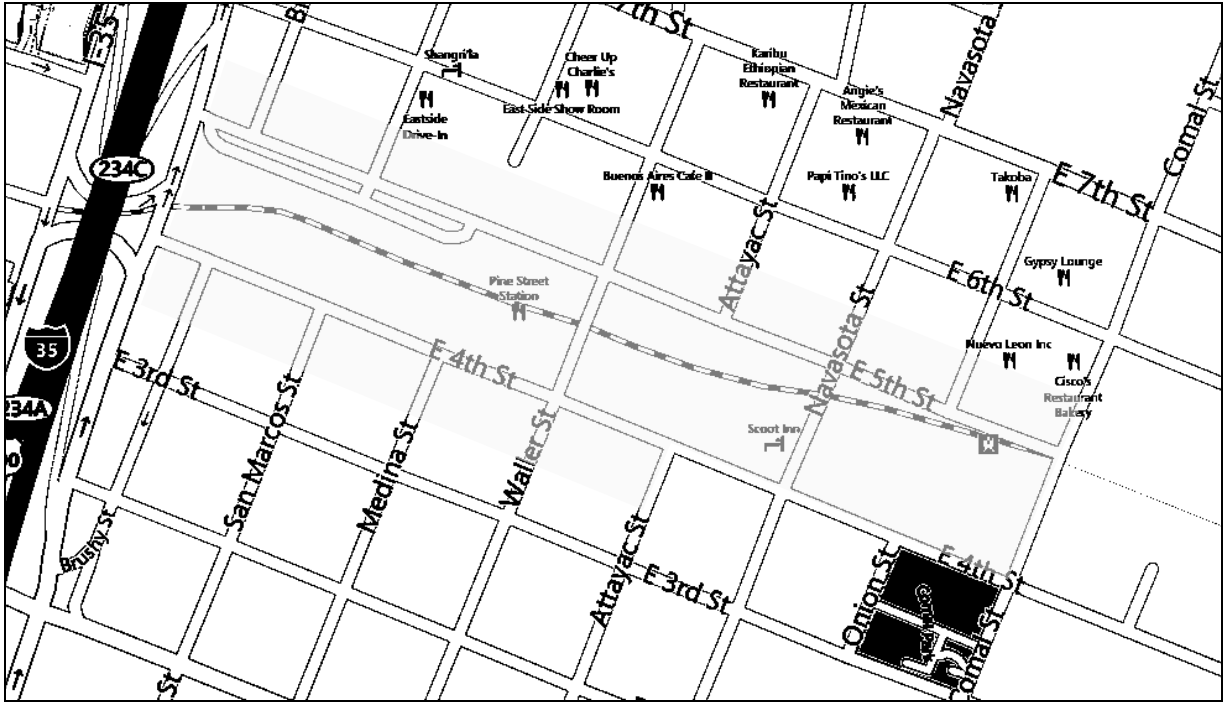 I-35
7th St
Navasota
Shangri'la
Cheer Up
Charlie's
Karibu
Ethiopian
Restaurant
East Side Show Room
Angie's
Mexican
Restaurant
Comal St
Eastside
Drive-In
234C
Buenos Aires Cafe II
Papi Tino's LLC
Takoba
E 7th St
Attayac St
Gypsy Lounge
E 6th St
Pine Street
Station
Navasota St
35
E 4th St
Nuevo Leon Inc
E 3rd St
E 5th St
Cisco's
Restaurant
Bakery
234A
San Marcos St
Medina St
Waller St
Scoot Inn
Brushy St
Attayac St
E 3rd St
Onion St
E 4th St
Comal St
St